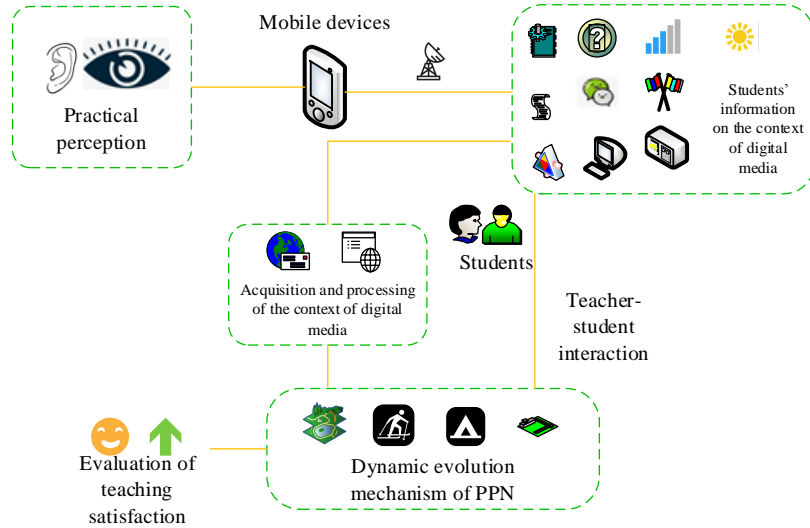 Mobile devices
Practical
perception
Students'
information
on the context
of digital
media
Students
Acquisition and processing
of the context of digital
media
Teacher-
student
interaction
Evaluation of
teaching
satisfaction
Dynamic evolution
mechanism of PPN